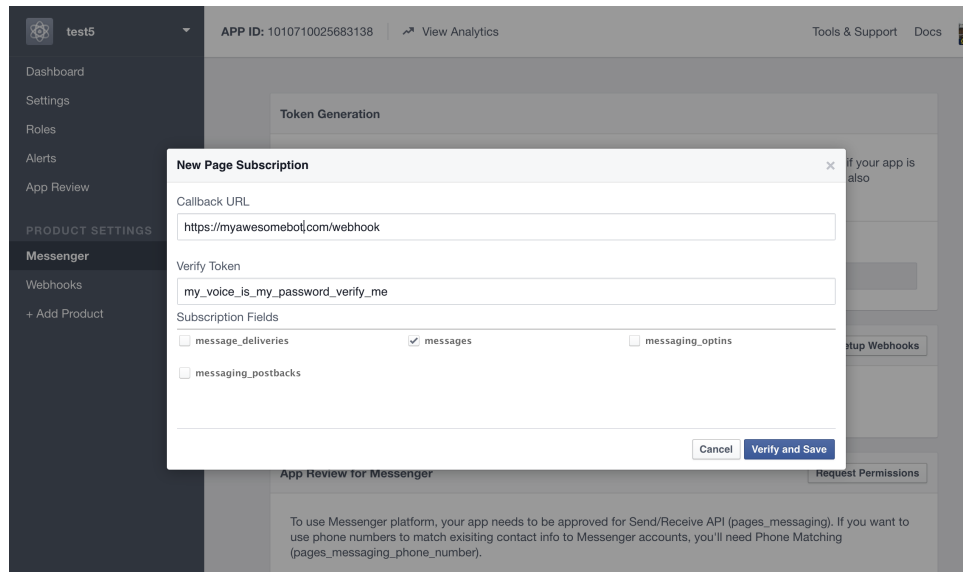 test5
APP ID: 1010710025683138
View Analytics
Tools & Support
Docs
Dashboard
Settings
Roles
Alerts
App Review
PRODUCT SETTINGS
Messenger
Webhooks
+ Add Product
Token Generation
if your app is
also
New Page Subscription
×
Callback URL
https://myawesomebot.com/webhook
Verify Token
my_voice_is_my_password_verify_me
Subscription Fields
message_deliveries
messages
messaging_optins
messaging_postbacks
Cancel
Verify and Save
etup Webhooks
App Review for Messenger
Request Permissions
To use Messenger platform, your app needs to be approved for Send/Receive API (pages_messaging). If you want to
use phone numbers to match exisiting contact info to Messenger accounts, you'll need Phone Matching
(pages_messaging_phone_number).